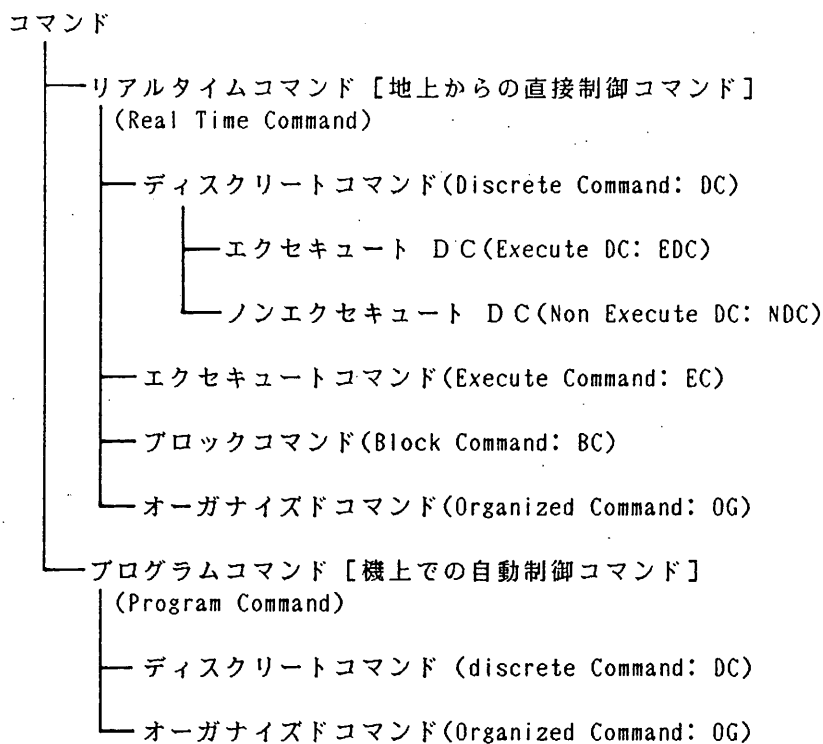 コマンド
リアルタイムコマンド［地上からの直接制御コマンド］
(Real Time Command)
ディスクリートコマンド(Discrete Command: DC)
エクセキュート ＤＣ(Execute DC: EDC)
ノンエクセキュート ＤＣ(Non Execute DC: NDC)
エクセキュートコマンド(Execute Command: EC)
ブロックコマンド(Block Command: BC)
オーガナイズドコマンド(Organized Command: OG)
プログラムコマンド［機上での自動制御コマンド］
(Program Command)
ディスクリートコマンド (discrete Command: DC)
オーガナイズドコマンド(Organized Command: OG)